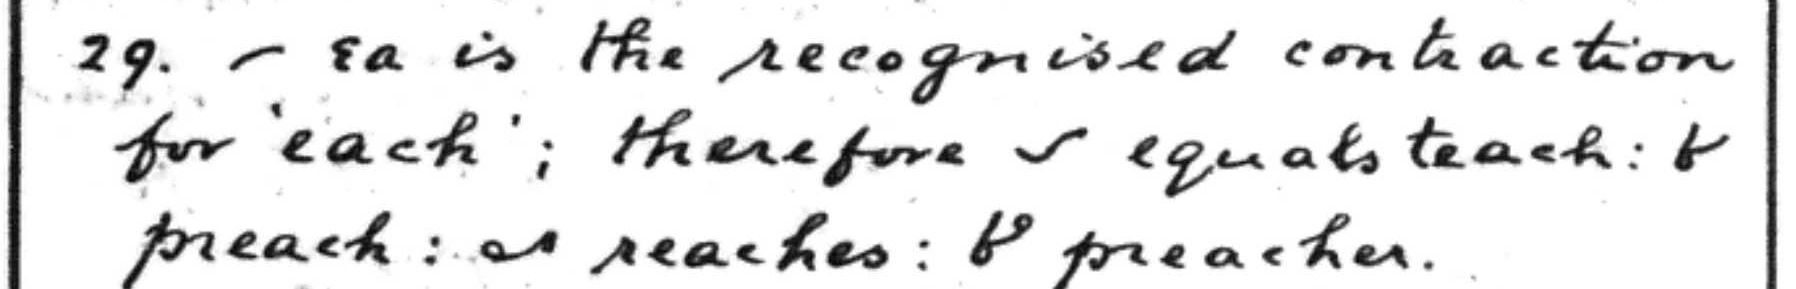 29. — Ea is the recognised contraction
for 'each'; therefore equals teach:
preach: reaches: preacher.